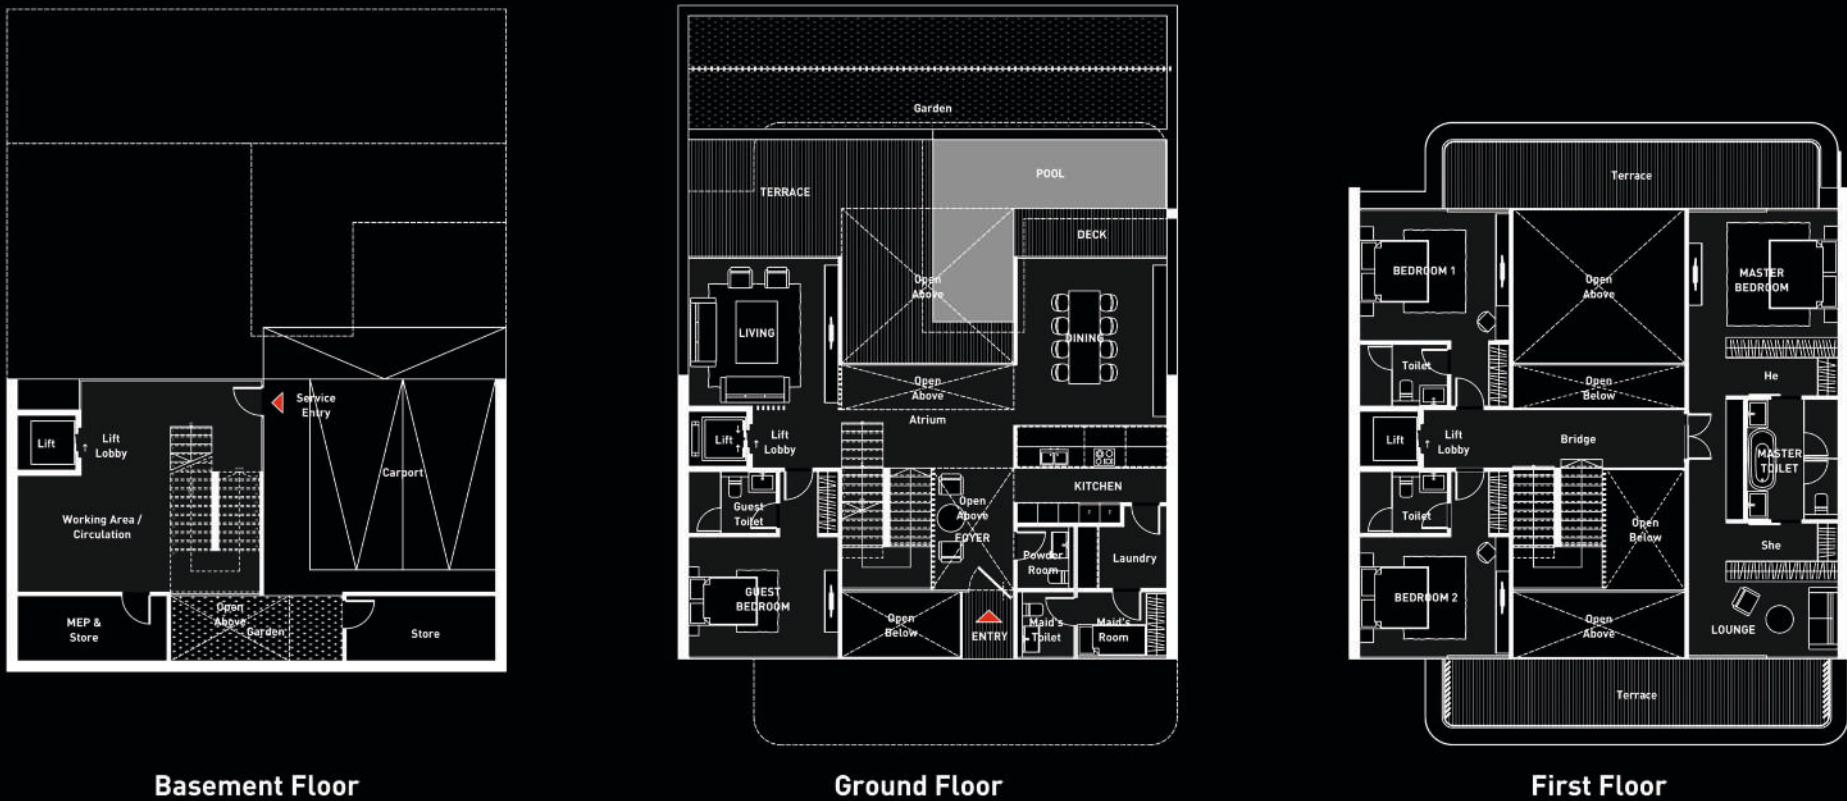 Service
Entry
Lift
Lift
Lobby
Carport
Working Area /
Circulation
MEP &
Store
Open
Above
Garden
Store
Basement Floor
Garden
POOL
TERRACE
DECK
Open
Above
LIVING
DINING
Open
Above
Atrium
Lift
Lift
Lobby
KITCHEN
Guest
Toilet
Open
Above
FOYER
Powder
Room
Laundry
GUEST
BEDROOM
Open
Below
ENTRY
Maid's
Toilet
Maid's
Room
F F
Ground Floor
Terrace
BEDROOM 1
Open
Above
MASTER
BEDROOM
Toilet
Open
Below
He
Lift
Lift
Lobby
Bridge
MASTER
TOILET
Toilet
Open
Below
She
BEDROOM 2
Open
Above
LOUNGE
Terrace
First Floor